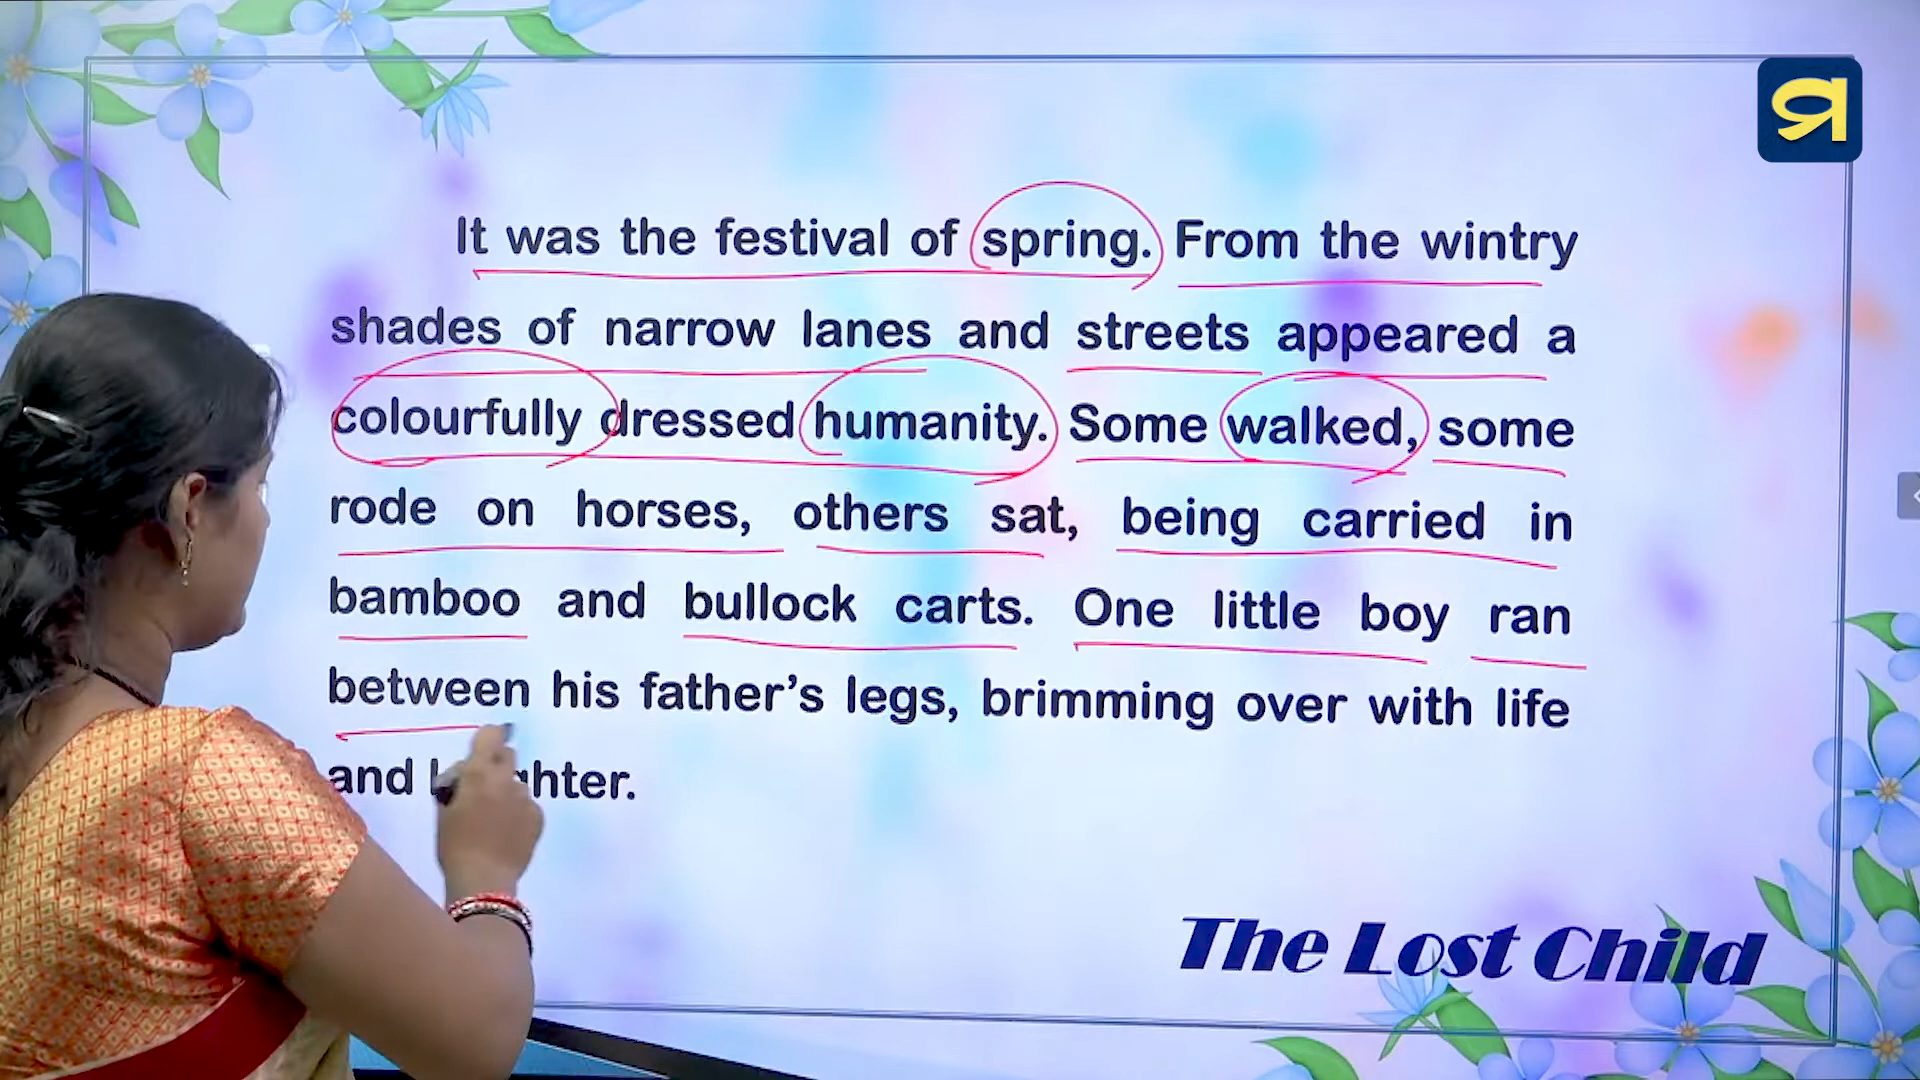 It was the festival of spring. From the wintry
shades of narrow lanes and streets appeared a
colourfully dressed humanity. Some walked, some
rode on horses, others sat, being carried in
bamboo and bullock carts. One little boy ran
between his father's legs, brimming over with life
and
The Lost Child